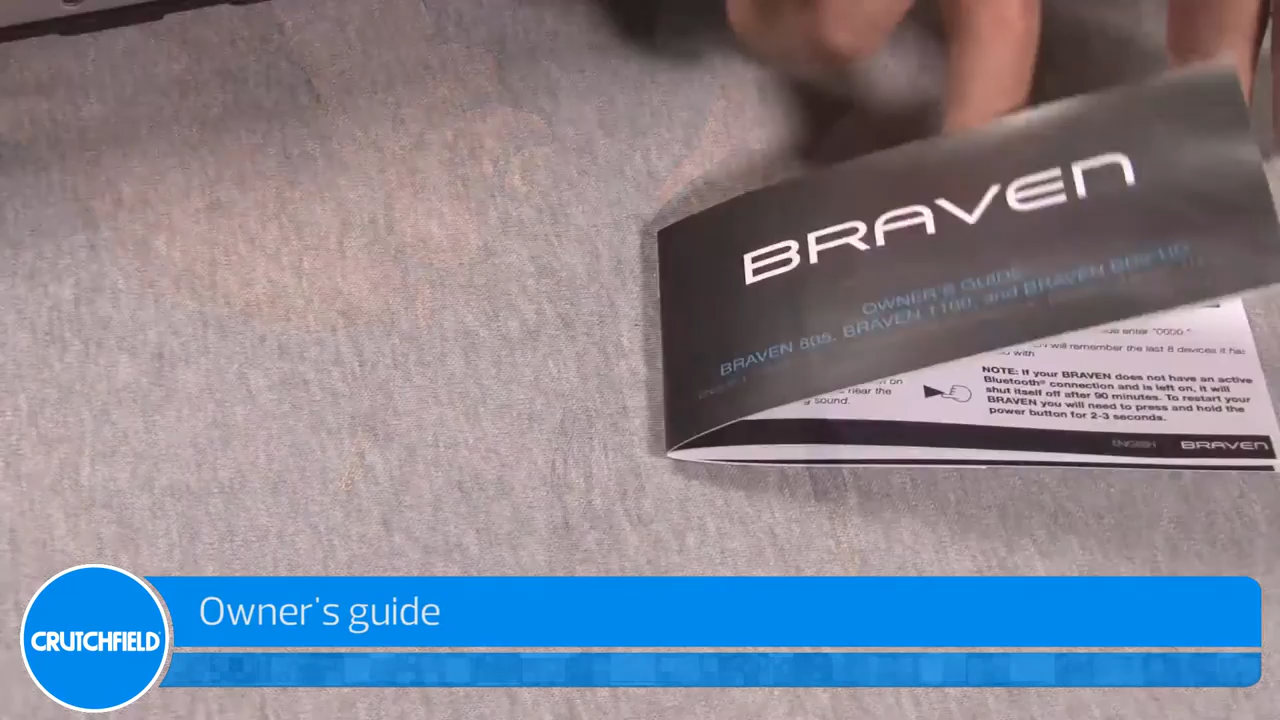 BRAVEN
OWNER'S GUIDE
BRAVEN 805, BRAVEN 1100, and BRAVEN
de enter "0000."
will remember the last 8 devices it has
with
NOTE: If your BRAVEN does not have an active
Bluetooth® connection and is left on, it will
shut itself off after 90 minutes. To restart your
BRAVEN you will need to press and hold the
power button for 2-3 seconds.
on
near the
sound.
ENGLISH BRAVEN
Owner's guide
CRUTCHFIELD